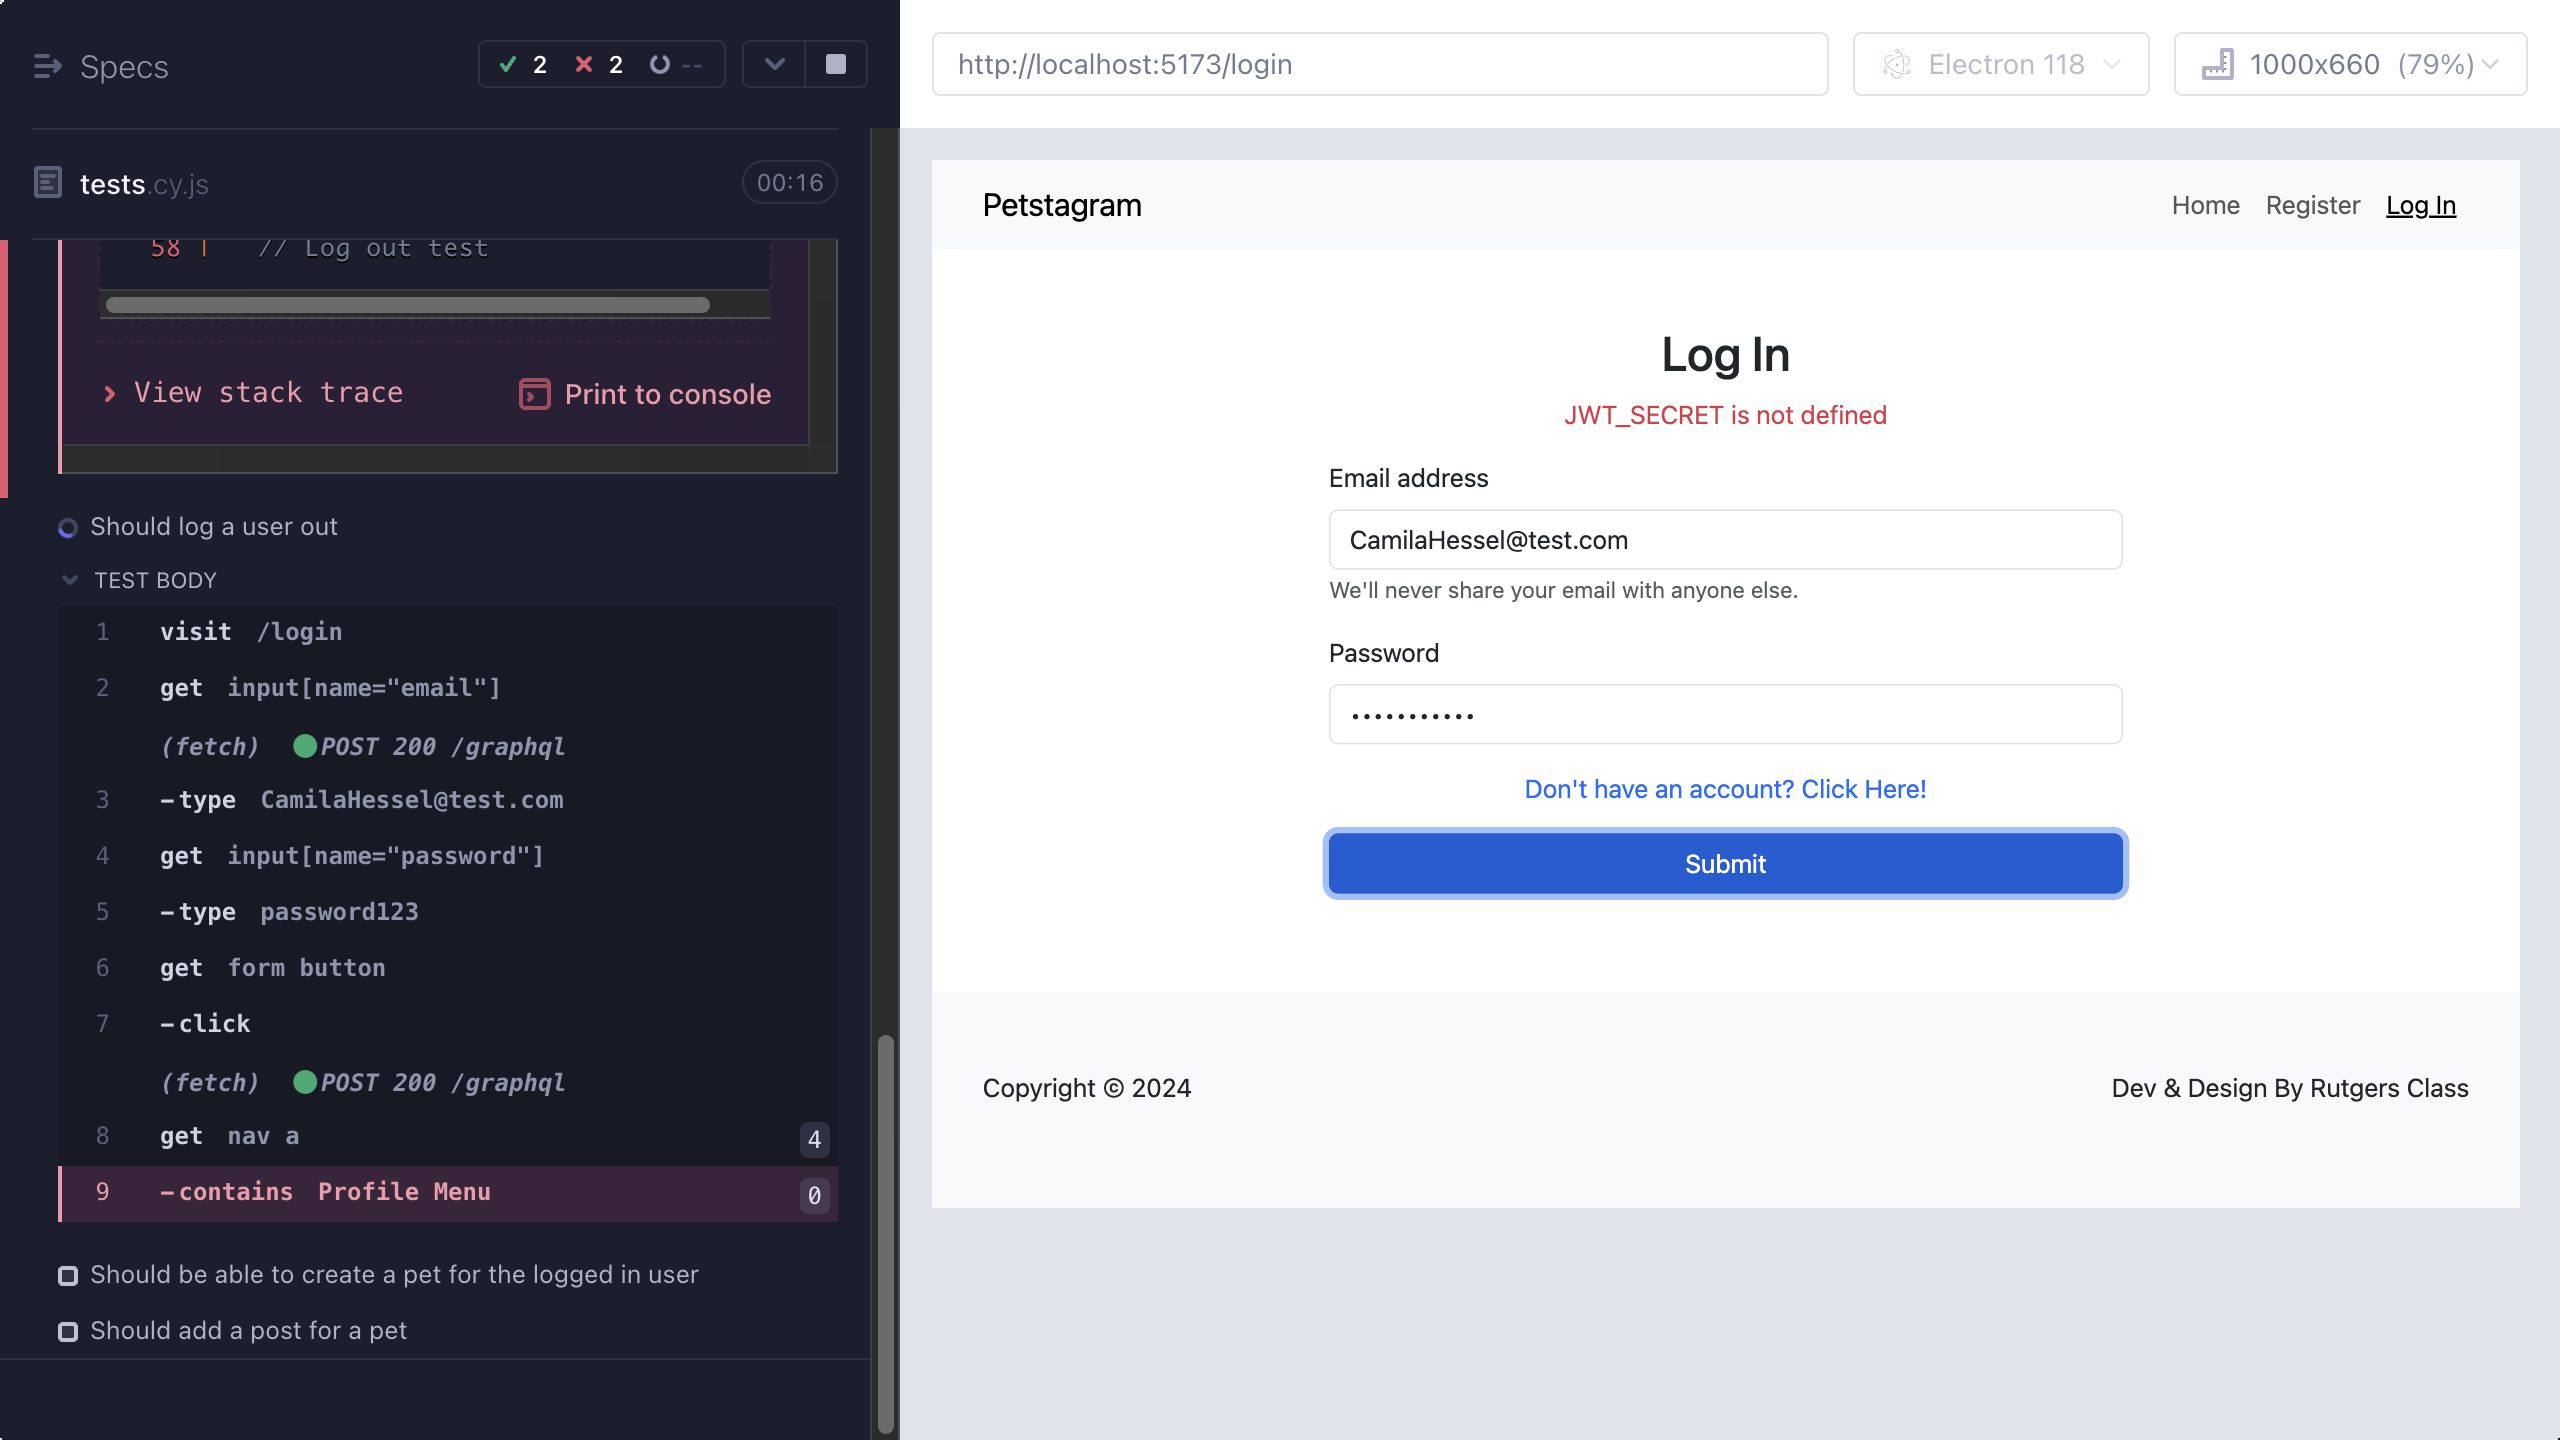 Specs
2 2 --
tests.cy.js 00:16
58 | // Log out test
View stack trace Print to console
Should log a user out
TEST BODY
1 visit /login
2 get input[name="email"]
(fetch) POST 200 /graphql
3 -type CamilaHessel@test.com
4 get input[name="password"]
5 -type password123
6 get form button
7 -click
(fetch) POST 200 /graphql
8 get nav a 4
9 -contains Profile Menu 0
Should be able to create a pet for the logged in user
Should add a post for a pet
http://localhost:5173/login Electron 118 1000x660 (79%)
Petstagram Home Register Log In
Log In
JWT_SECRET is not defined
Email address
CamilaHessel@test.com
We'll never share your email with anyone else.
Password
•••••••••••
Don't have an account? Click Here!
Submit
Copyright © 2024 Dev & Design By Rutgers Class